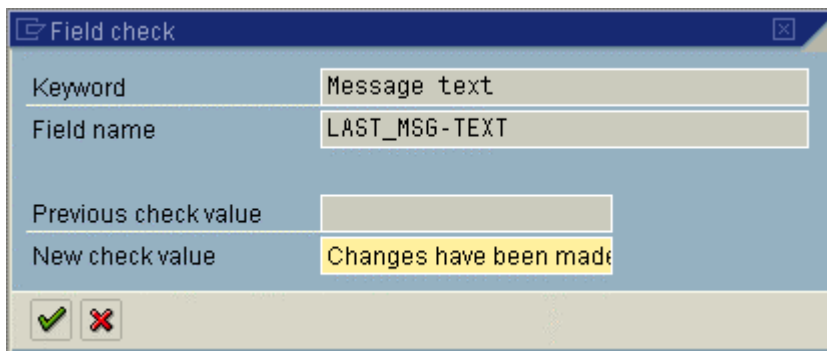 Field check
Keyword Message text
Field name LAST_MSG-TEXT
Previous check value
New check value Changes have been made